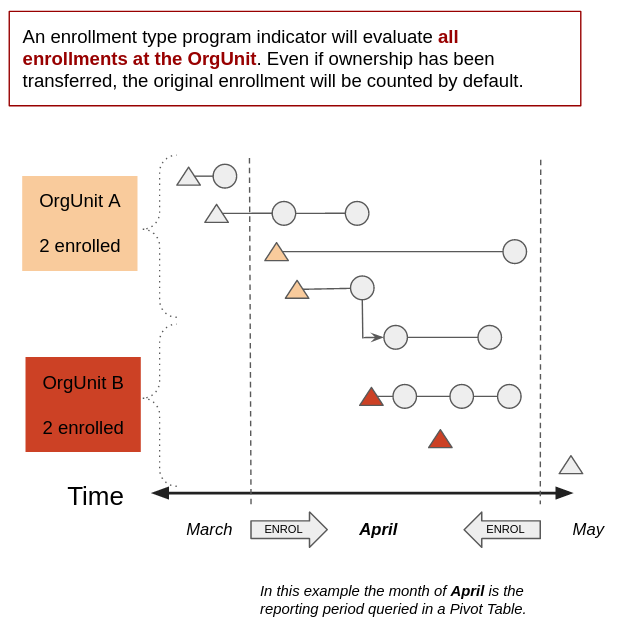 An enrollment type program indicator will evaluate all
enrollments at the OrgUnit. Even if ownership has been
transferred, the original enrollment will be counted by default.
OrgUnit A
2 enrolled
OrgUnit B
2 enrolled
Time
March
ENROL
April
ENROL
May
In this example the month of April is the
reporting period queried in a Pivot Table.